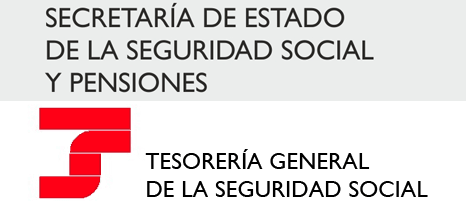 SECRETARÍA DE ESTADO
DE LA SEGURIDAD SOCIAL
Y PENSIONES
TESORERÍA GENERAL
DE LA SEGURIDAD SOCIAL